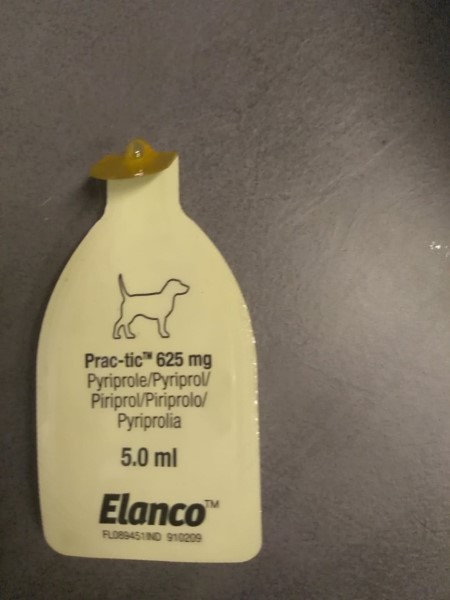 Prac-tic™ 625 mg
Pyriprole/Pyriprol/
Piriprol/Piriprolo/
Pyriprolia
5.0 ml
Elanco™
FL089451IND 910209